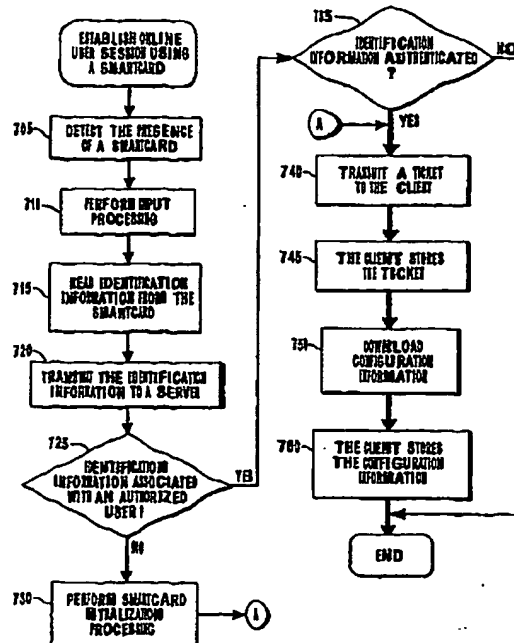 ESTABLISH ONLINE
USER SESSION USING
A SMARTCARD
705
DETECT THE PRESENCE
OF A SMARTCARD
710
PERFORM INPUT
PROCESSING
715
READ IDENTIFICATION
INFORMATION FROM THE
SMARTCARD
720
TRANSMIT THE IDENTIFICATION
INFORMATION TO A SERVER
725
IDENTIFICATION
INFORMATION ASSOCIATED
WITH AN AUTHORIZED
USER?
YES
NO
730
PERFORM SMARTCARD
INITIALIZATION
PROCESSING
A
735
IDENTIFICATION
INFORMATION AUTHENTICATED
?
NO
A
YES
740
TRANSMIT A TICKET
TO THE CLIENT
745
THE CLIENT STORES
THE TICKET
DOWNLOAD
CONFIGURATION
INFORMATION
760
THE CLIENT STORES
THE CONFIGURATION
INFORMATION
END